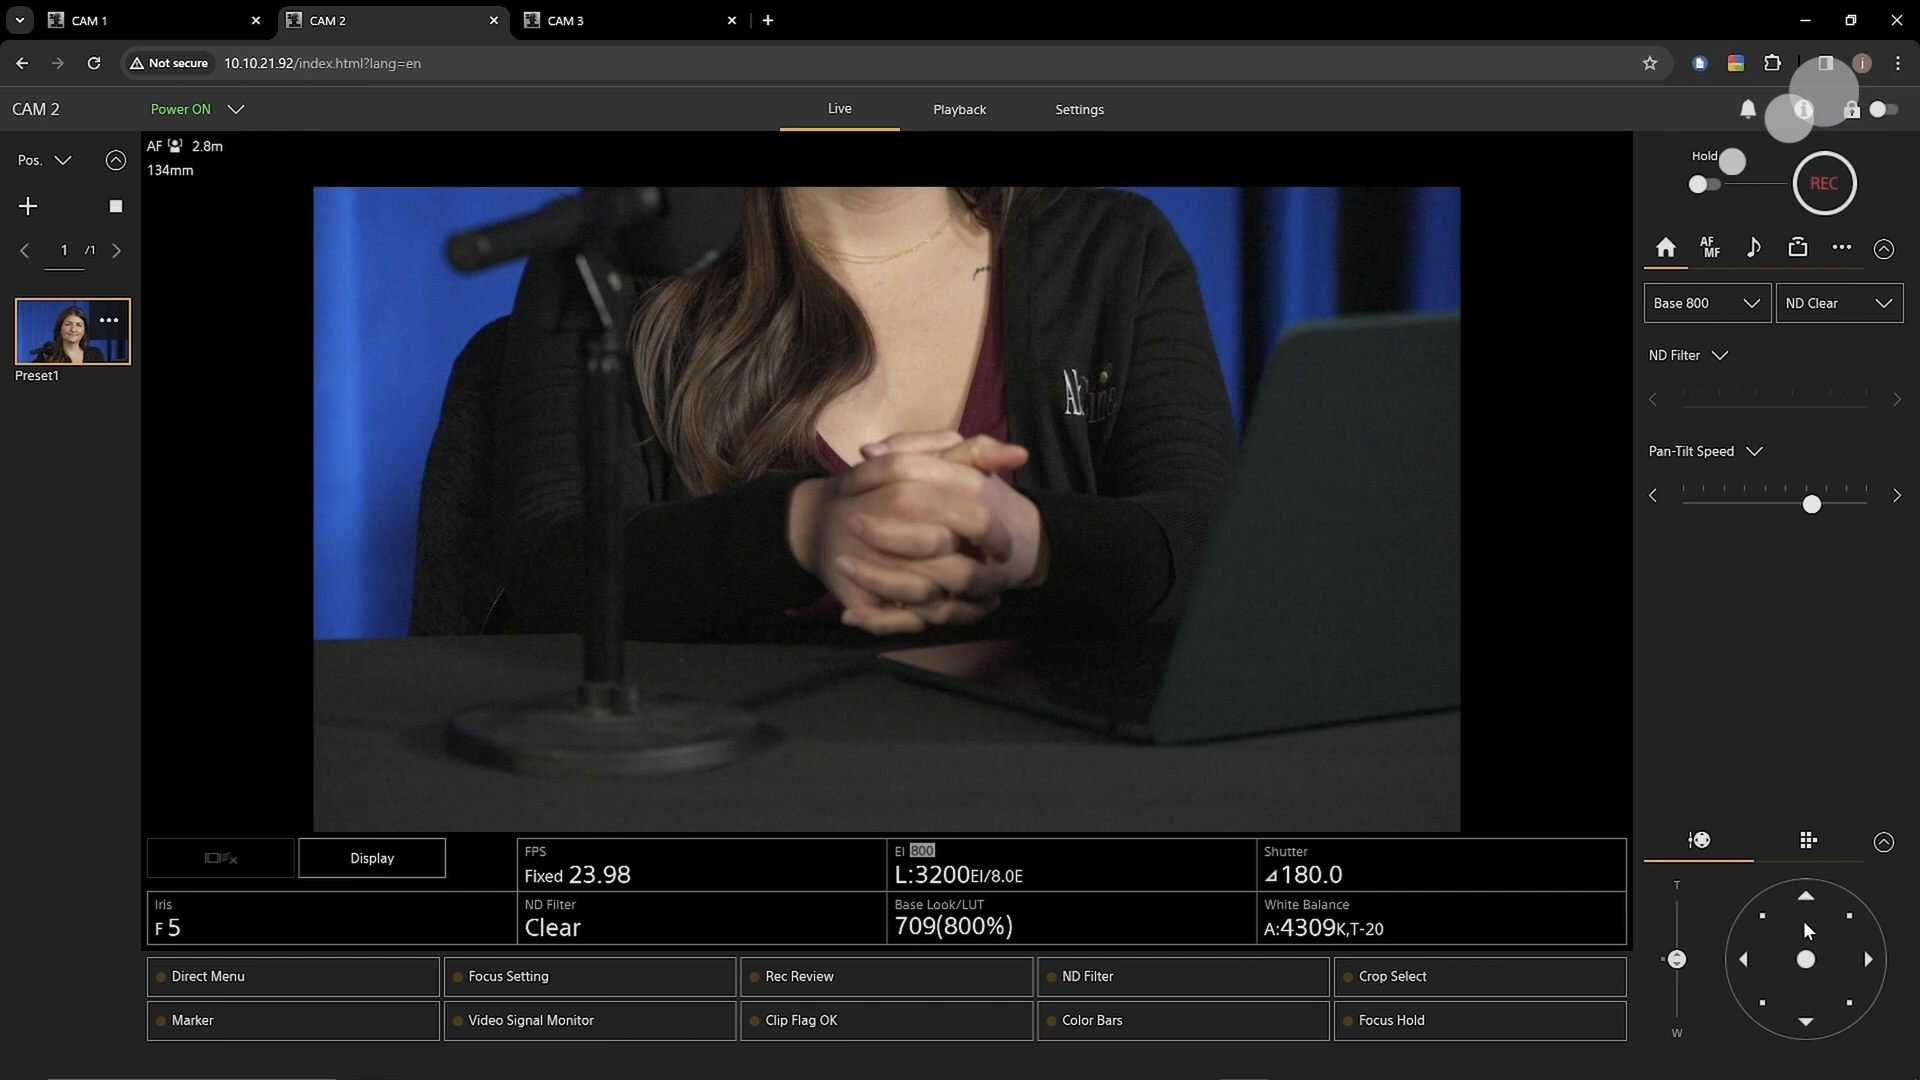 CAM 1
CAM 2
CAM 3
Not secure
10.10.21.92/index.html?lang=en
j
CAM 2
Power ON
Live
Playback
Settings
Pos.
1 /1
Preset1
AF 2.8m
134mm
Hold
REC
AF
MF
Base 800
ND Clear
ND Filter
Pan-Tilt Speed
Display
FPS
Fixed 23.98
EI 800
L:3200EI/8.0E
Shutter
180.0
Iris
F 5
ND Filter
Clear
Base Look/LUT
709(800%)
White Balance
A:4309K,T-20
Direct Menu
Focus Setting
Rec Review
ND Filter
Crop Select
Marker
Video Signal Monitor
Clip Flag OK
Color Bars
Focus Hold
T
W